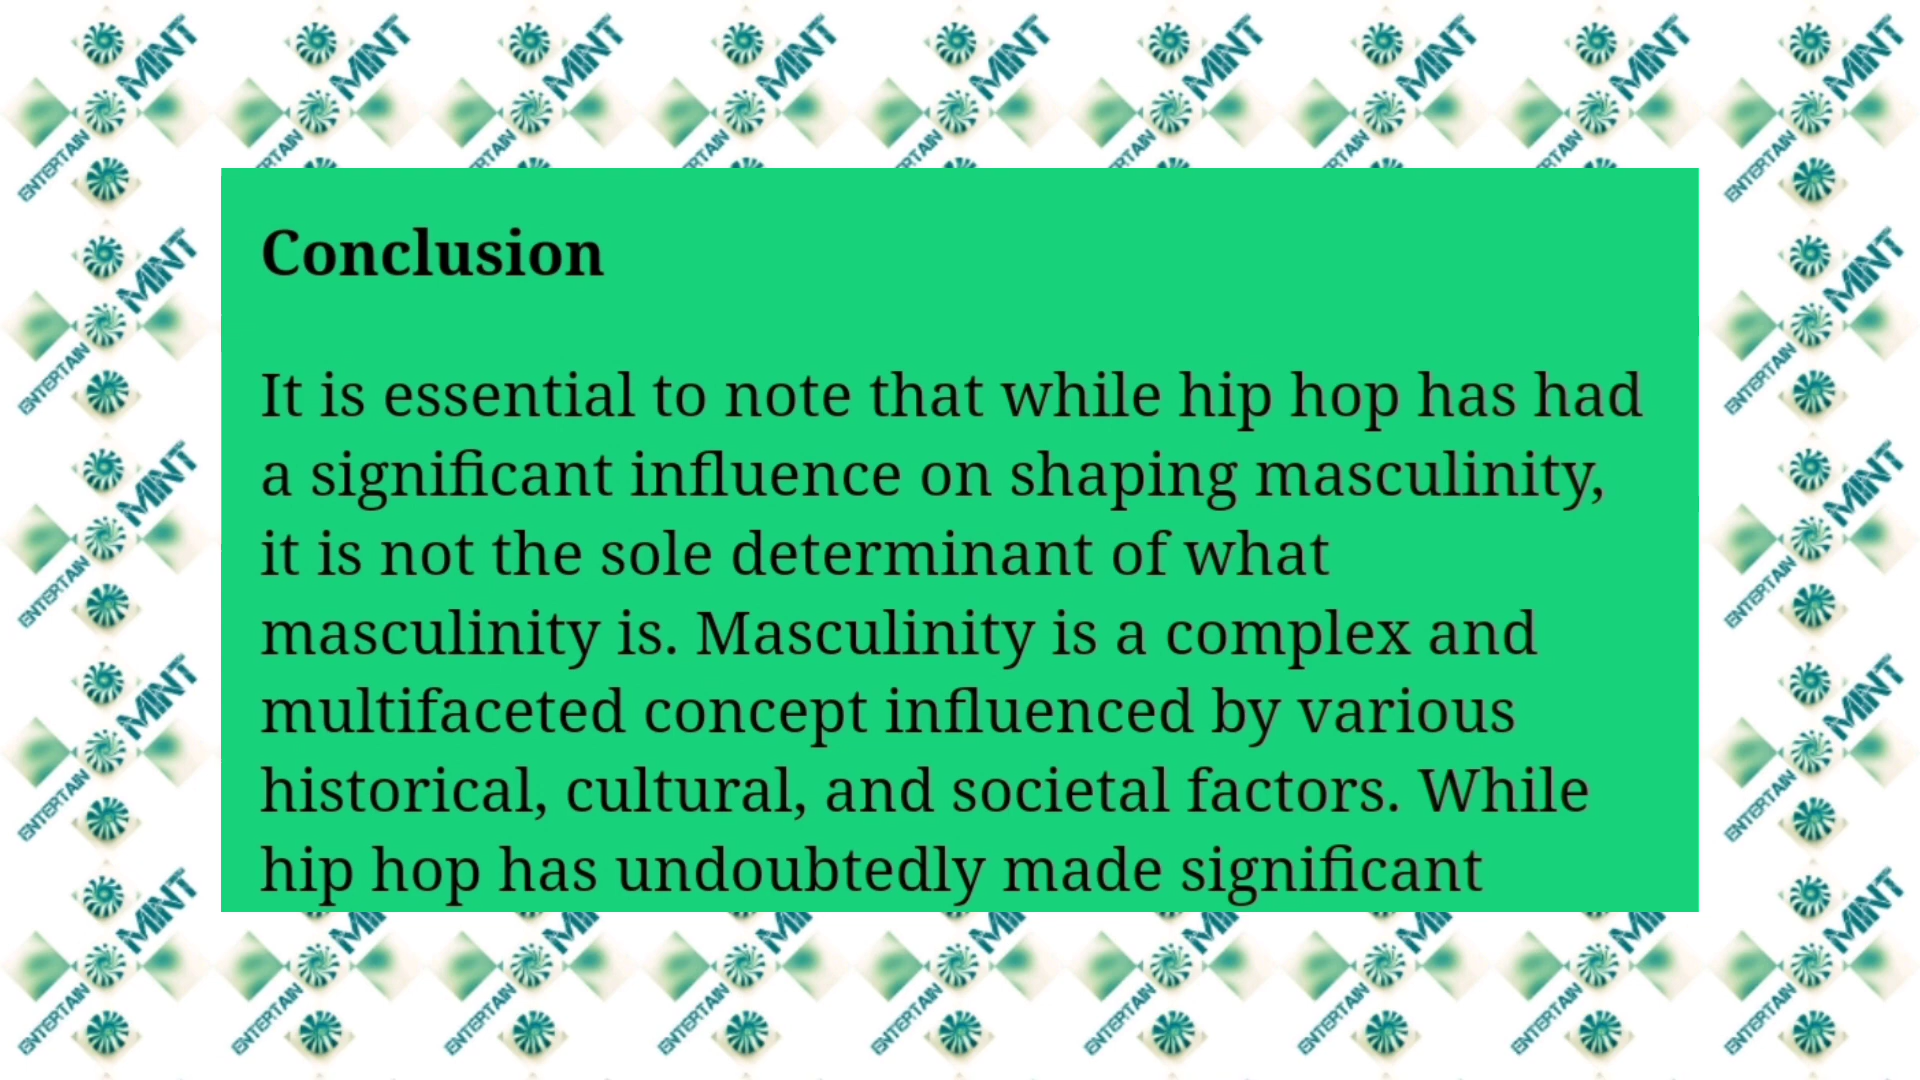 Conclusion
It is essential to note that while hip hop has had
a significant influence on shaping masculinity,
it is not the sole determinant of what
masculinity is. Masculinity is a complex and
multifaceted concept influenced by various
historical, cultural, and societal factors. While
hip hop has undoubtedly made significant
ENTERTAIN MINT